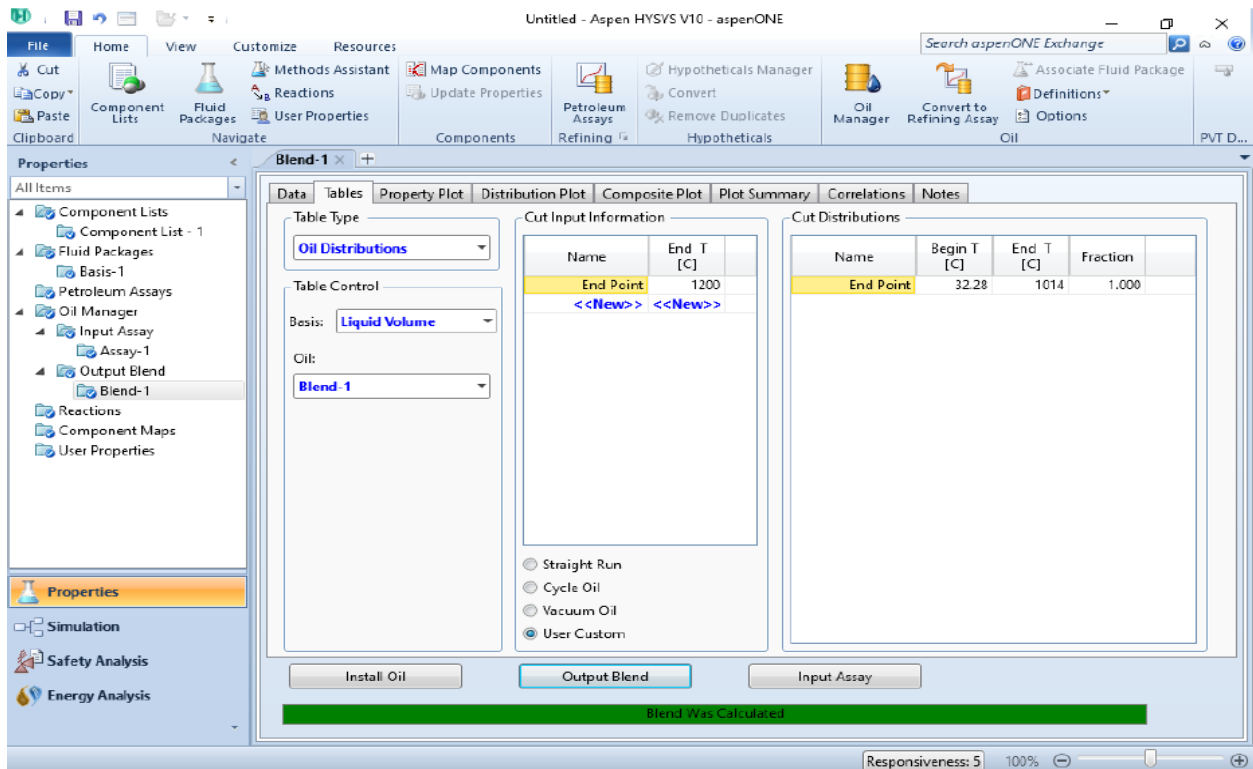 Untitled - Aspen HYSYS V10 - aspenONE
File Home View Customize Resources
Search aspenONE Exchange
Cut
Copy
Paste
Clipboard
Component Lists
Fluid Packages
Methods Assistant
Reactions
User Properties
Navigate
Map Components
Update Properties
Components
Petroleum Assays
Refining
Hypotheticals Manager
Convert
Remove Duplicates
Hypotheticals
Oil Manager
Convert to Refining Assay
Associate Fluid Package
Definitions
Options
Oil
PVT D...
Properties <
All Items
Component Lists
Component List - 1
Fluid Packages
Basis-1
Petroleum Assays
Oil Manager
Input Assay
Assay-1
Output Blend
Blend-1
Reactions
Component Maps
User Properties
Properties
Simulation
Safety Analysis
Energy Analysis
Blend-1 × +
Data Tables Property Plot Distribution Plot Composite Plot Plot Summary Correlations Notes
Table Type
Oil Distributions
Table Control
Basis: Liquid Volume
Oil:
Blend-1
Cut Input Information
Name End T [C]
End Point 1200
<<New>> <<New>>
Straight Run
Cycle Oil
Vacuum Oil
User Custom
Cut Distributions
Name Begin T [C] End T [C] Fraction
End Point 32.28 1014 1.000
Install Oil Output Blend Input Assay
Blend Was Calculated
Responsiveness: 5 100%